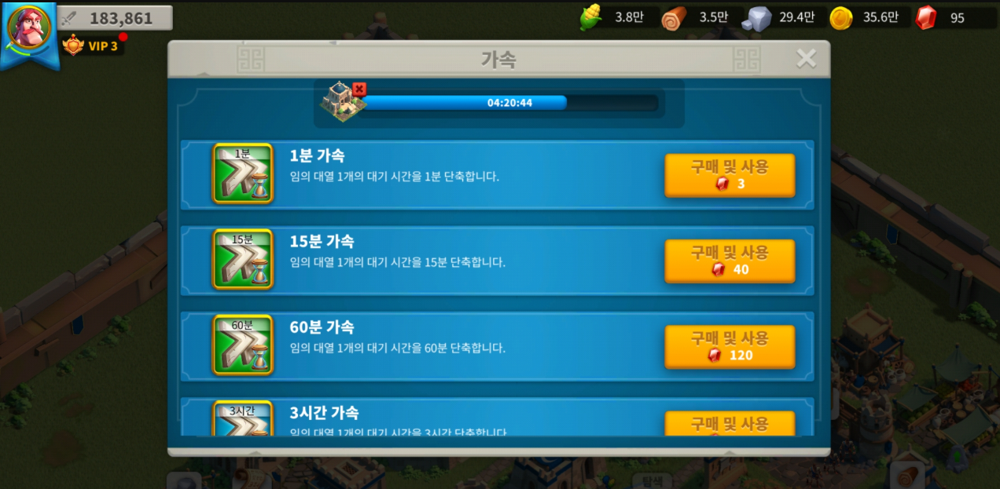 183,861
3.8만
3.5만
29.4만
35.6만
95
VIP 3
가속
04:20:44
1분
1분 가속
임의 대열 1개의 대기 시간을 1분 단축합니다.
구매 및 사용
3
15분
15분 가속
임의 대열 1개의 대기 시간을 15분 단축합니다.
구매 및 사용
40
60분
60분 가속
임의 대열 1개의 대기 시간을 60분 단축합니다.
구매 및 사용
120
3시간
3시간 가속
임의 대열 1개의 대기 시간을 3시간 단축합니다.
구매 및 사용
탐색